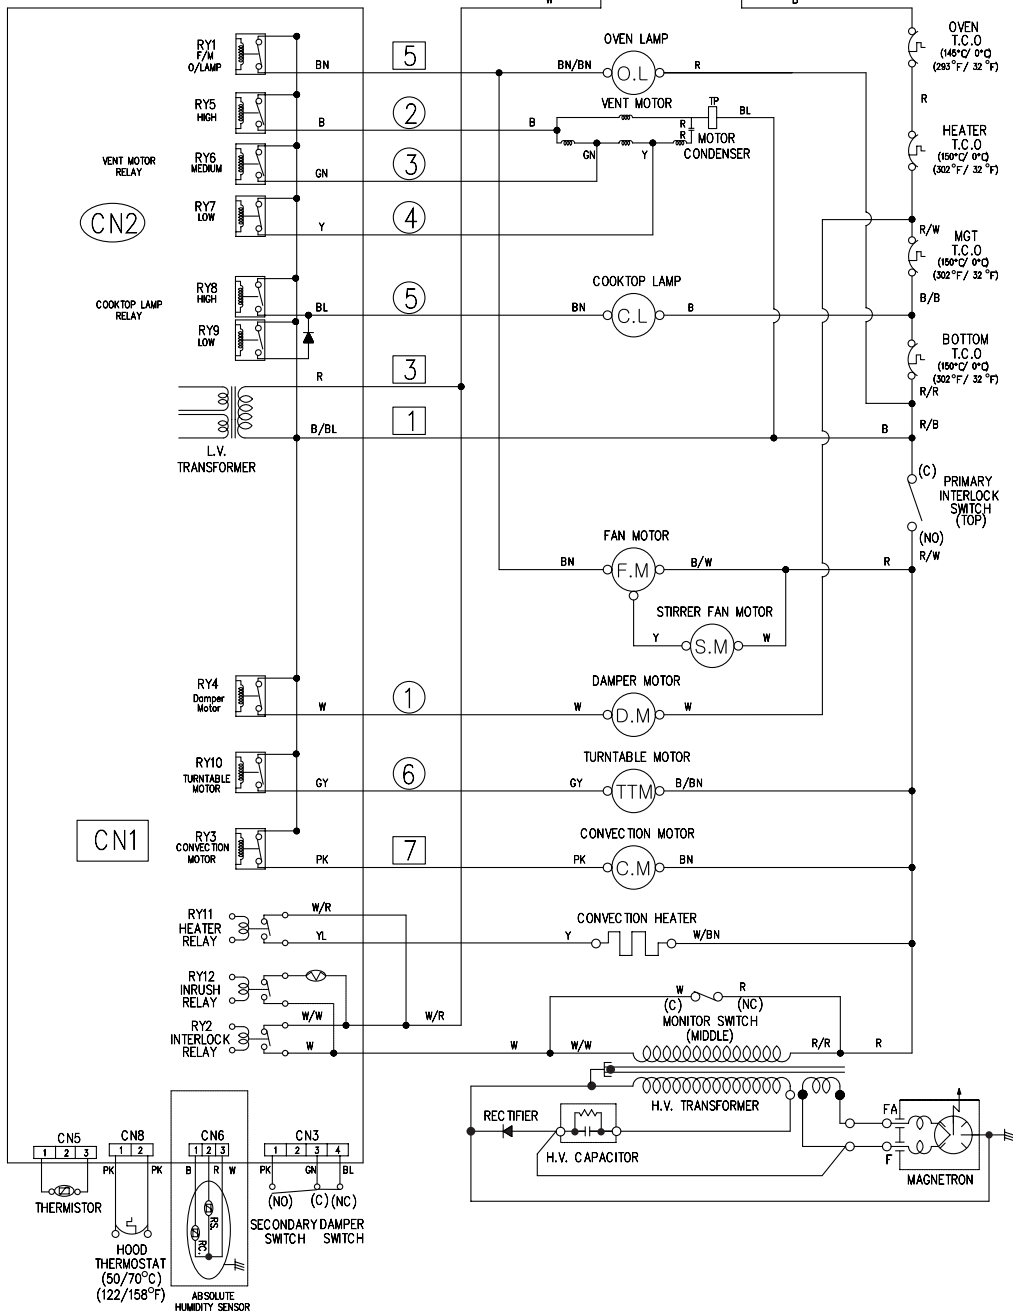 W
B
RY1
F/M
O/LAMP
BN
5
BN/BN
OVEN LAMP
O.L
R
OVEN
T.C.O
(145°C/ 0°C)
(293°F/ 32 °F)
R
RY5
HIGH
B
2
B
VENT MOTOR
TP
BL
R
R
MOTOR
CONDENSER
GN
Y
HEATER
T.C.O
(150°C/ 0°C)
(302°F/ 32 °F)
VENT MOTOR
RELAY
RY6
MEDIUM
GN
3
CN2
RY7
LOW
Y
4
R/W
MGT
T.C.O
(150°C/ 0°C)
(302°F/ 32 °F)
B/B
COOKTOP LAMP
RELAY
RY8
HIGH
BL
5
BN
COOKTOP LAMP
C.L
B
RY9
LOW
BOTTOM
T.C.O
(150°C/ 0°C)
(302°F/ 32 °F)
R/R
R
3
R/B
B/BL
1
B
L.V.
TRANSFORMER
(C)
PRIMARY
INTERLOCK
SWITCH
(TOP)
(NO)
R/W
FAN MOTOR
BN
F.M
B/W
R
STIRRER FAN MOTOR
Y
S.M
W
RY4
Damper
Motor
W
1
W
DAMPER MOTOR
D.M
W
RY10
TURNTABLE
MOTOR
GY
6
GY
TURNTABLE MOTOR
TTM
B/BN
CN1
RY3
CONVECTION
MOTOR
PK
7
PK
CONVECTION MOTOR
C.M
BN
RY11
HEATER
RELAY
W/R
YL
Y
CONVECTION HEATER
W/BN
RY12
INRUSH
RELAY
W/W
W/R
W
(C)
R
(NC)
MONITOR SWITCH
(MIDDLE)
RY2
INTERLOCK
RELAY
W
W
W/W
R/R
R
H.V. TRANSFORMER
RECTIFIER
H.V. CAPACITOR
FA
F
MAGNETRON
CN5
1 2 3
THERMISTOR
CN8
1 2
PK
PK
HOOD
THERMOSTAT
(50/70°C)
(122/158°F)
CN6
1 2 3
B
R
W
RS.
RC.
ABSOLUTE
HUMIDITY SENSOR
CN3
1 2 3 4
PK
GN
BL
(NO)
(C)
(NC)
SECONDARY
SWITCH
DAMPER
SWITCH